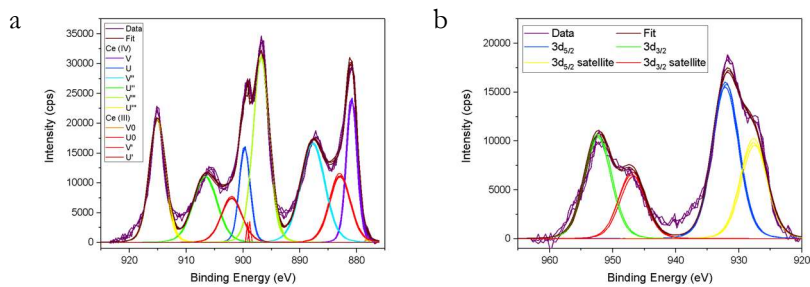 a
35000
30000
25000
20000
15000
10000
5000
0
Intensity (cps)
Data
Fit
Ce (IV)
V
U
V"
U"
V'"
U'"
Ce (III)
V0
U0
V'
U'
920 910 900 890 880
Binding Energy (eV)
b
20000
15000
10000
5000
0
Intensity (cps)
Data Fit
3d5/2 3d3/2
3d5/2 satellite 3d3/2 satellite
960 950 940 930 920
Binding Energy (eV)